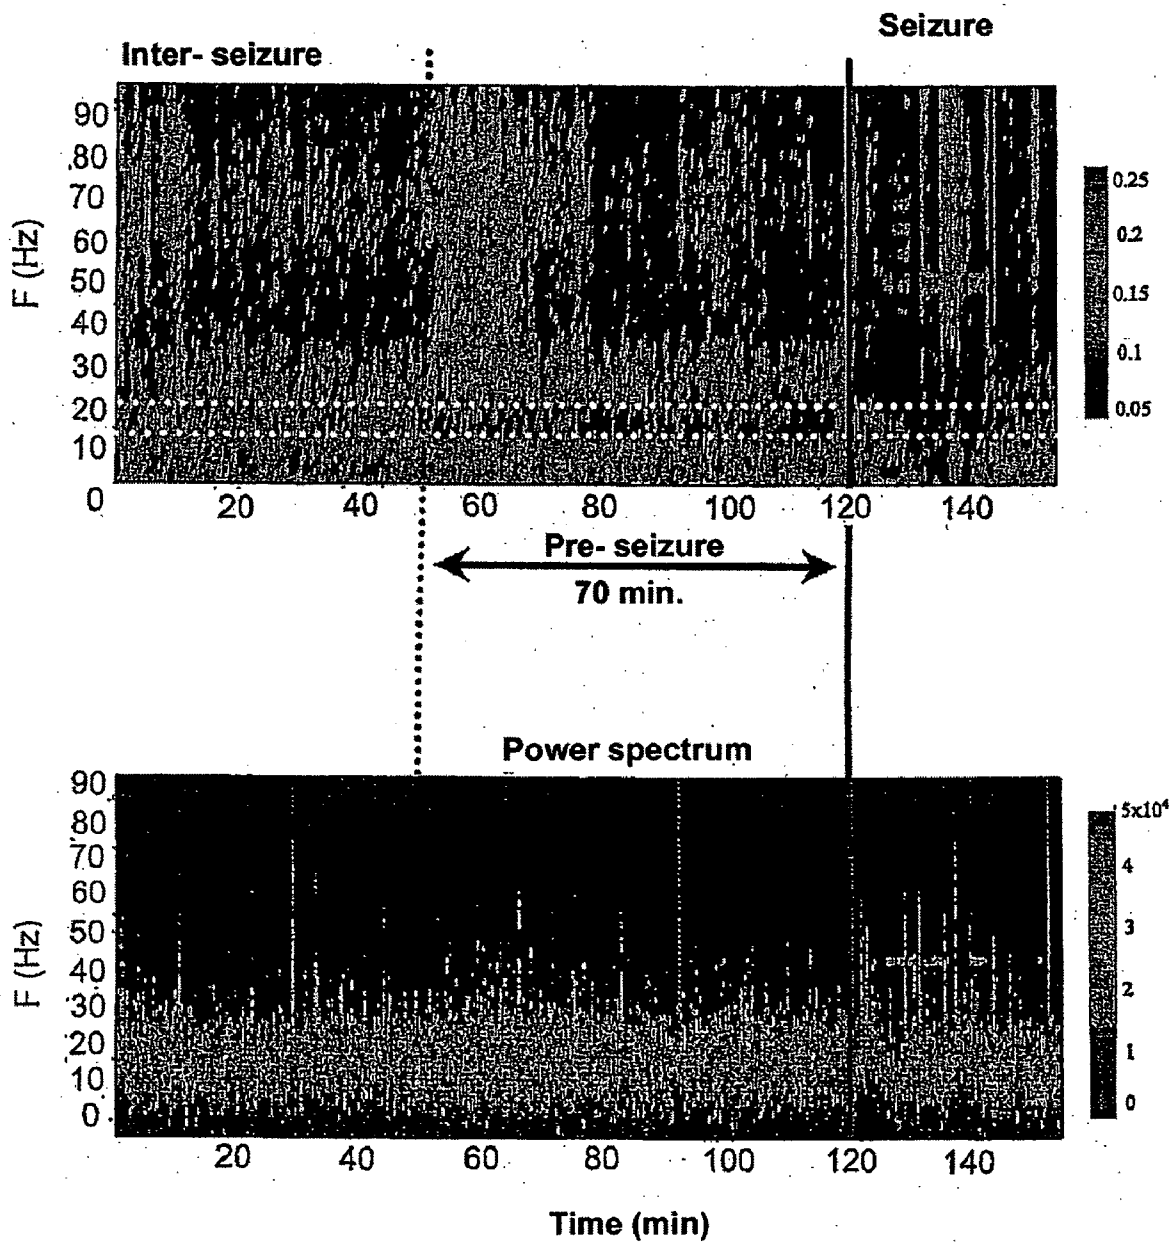 Seizure
Inter- seizure
F (Hz)
90
80
70
60
50
40
30
20
10
0
0.25
0.2
0.15
0.1
0.05
20 40 60 80 100 120 140
Pre- seizure
70 min.
Power spectrum
F (Hz)
90
80
70
60
50
40
30
20
10
0
5x10⁴
4
3
2
1
0
20 40 60 80 100 120 140
Time (min)